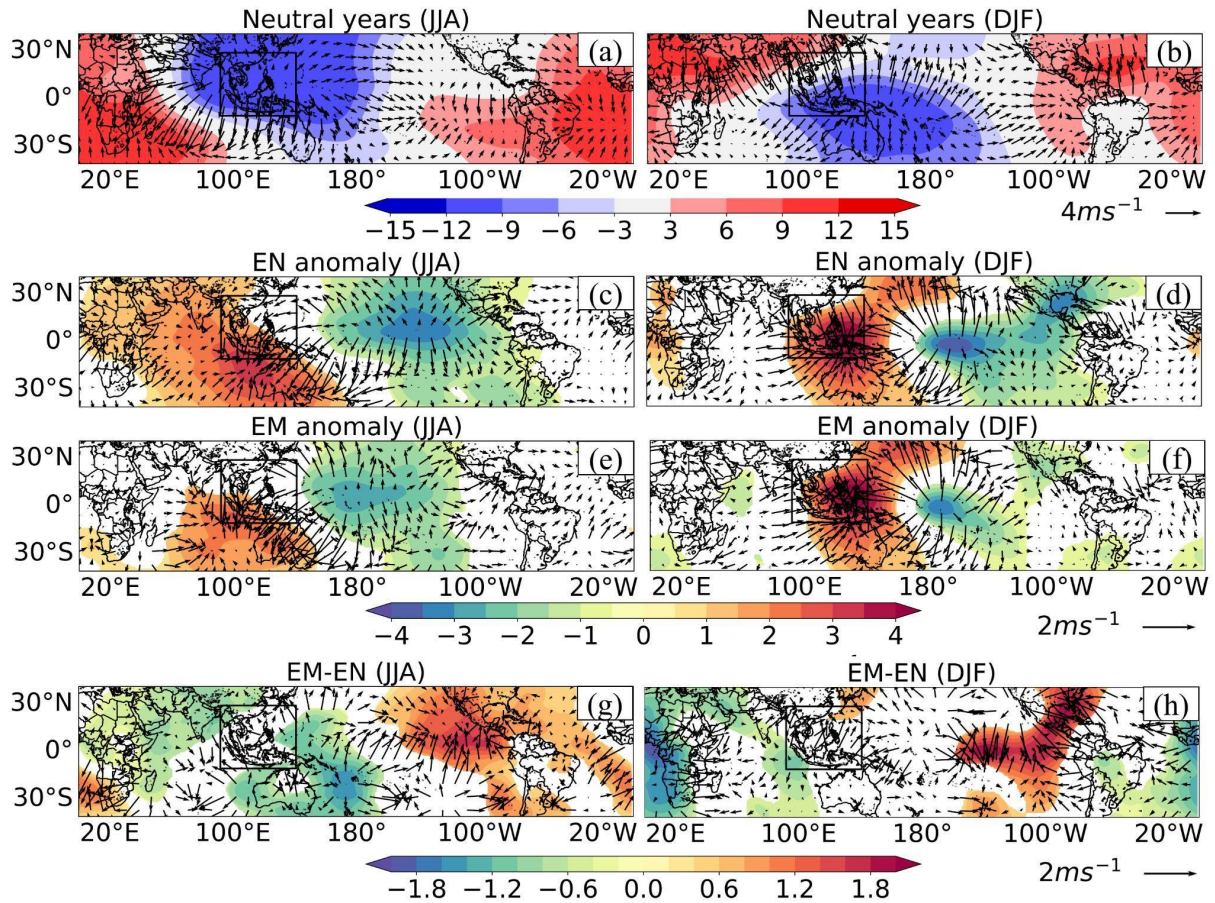 Neutral years (JJA) Neutral years (DJF)
30°N (a) (b)
0°
30°S
20°E 100°E 180° 100°W 20°W 20°E 100°E 180° 100°W 20°W
−15 −12 −9 −6 −3 3 6 9 12 15 4ms⁻¹
EN anomaly (JJA) EN anomaly (DJF)
30°N (c) (d)
0°
30°S
EM anomaly (JJA) EM anomaly (DJF)
30°N (e) (f)
0°
30°S
20°E 100°E 180° 100°W 20°W 20°E 100°E 180° 100°W 20°W
−4 −3 −2 −1 0 1 2 3 4 2ms⁻¹
EM-EN (JJA) EM-EN (DJF)
30°N (g) (h)
0°
30°S
20°E 100°E 180° 100°W 20°W 20°E 100°E 180° 100°W 20°W
−1.8 −1.2 −0.6 0.0 0.6 1.2 1.8 2ms⁻¹